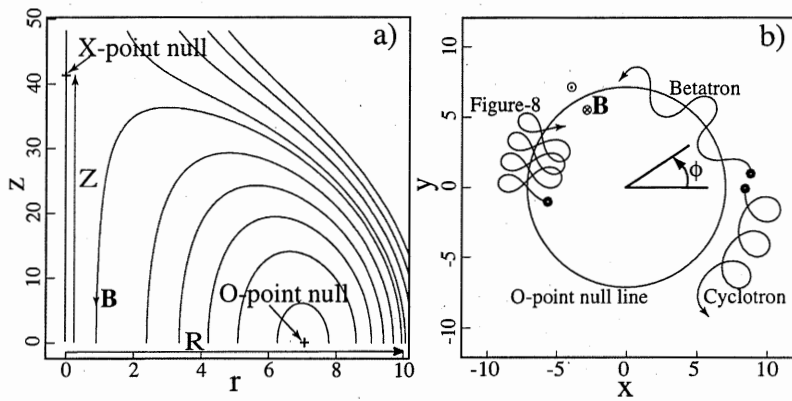 50
40
30
20
10
0
z
a)
X-point null
Z
B
O-point null
R
0
2
4
6
8
10
r
10
5
0
-5
-10
y
b)
Betatron
Figure-8
B
ϕ
O-point null line
Cyclotron
-10
-5
0
5
10
x